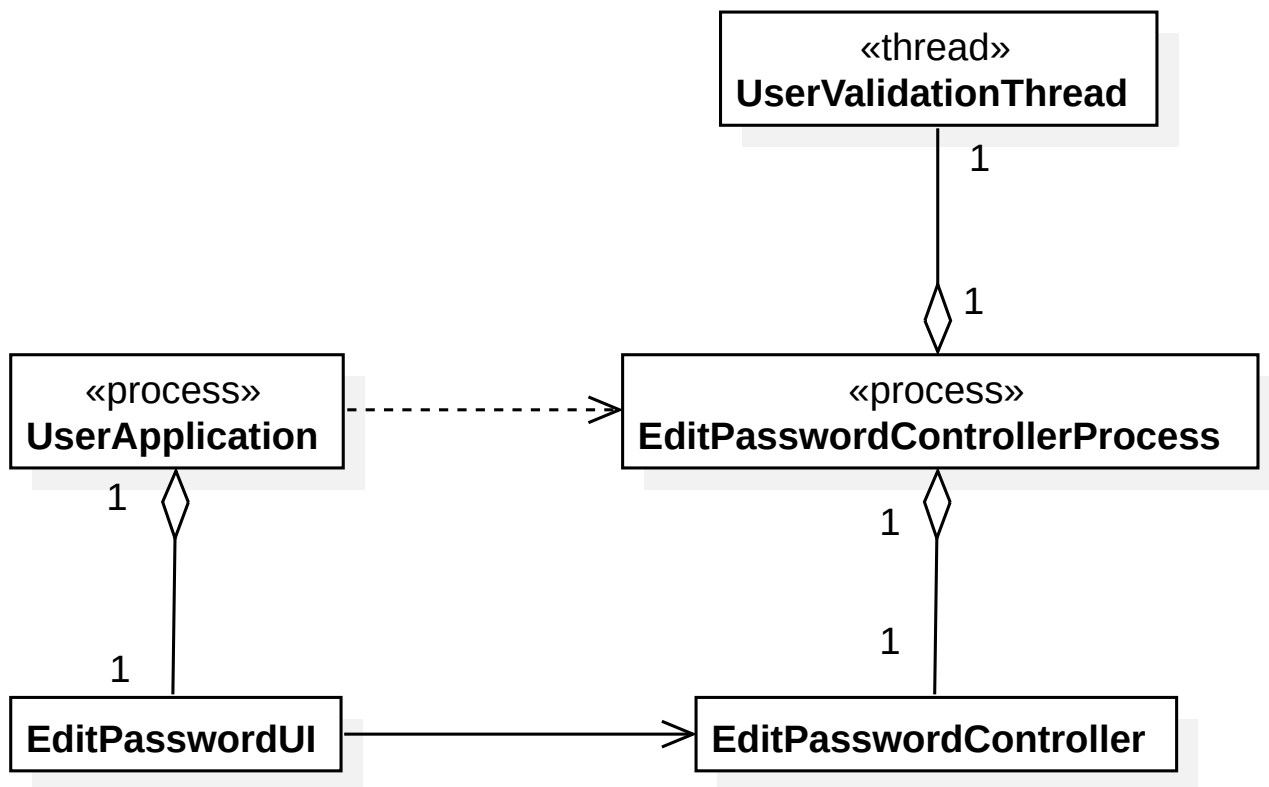 «thread»
UserValidationThread
1
1
«process»
UserApplication
«process»
EditPasswordControllerProcess
1
1
1
1
EditPasswordUI
EditPasswordController